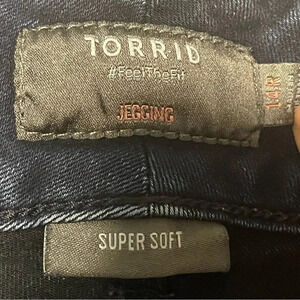 TORRID
#FeelTheFit
JEGGING
14R
SUPER SOFT